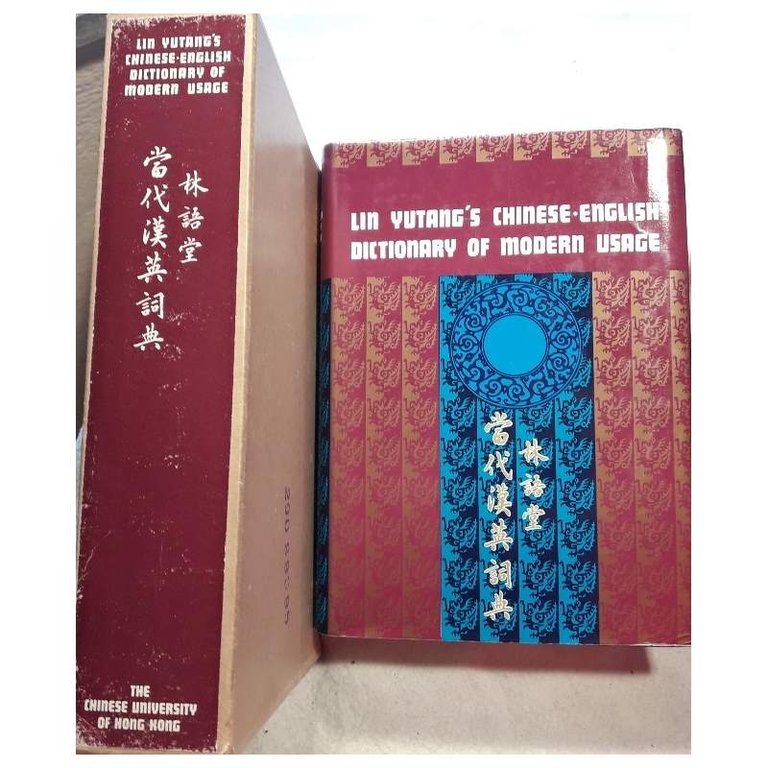 LIN YUTANG'S
CHINESE·ENGLISH
DICTIONARY OF
MODERN USAGE
林語堂
當代漢英詞典
THE
CHINESE UNIVERSITY
OF HONG KONG
LIN YUTANG'S CHINESE·ENGLISH
DICTIONARY OF MODERN USAGE
林語堂
當代漢英詞典